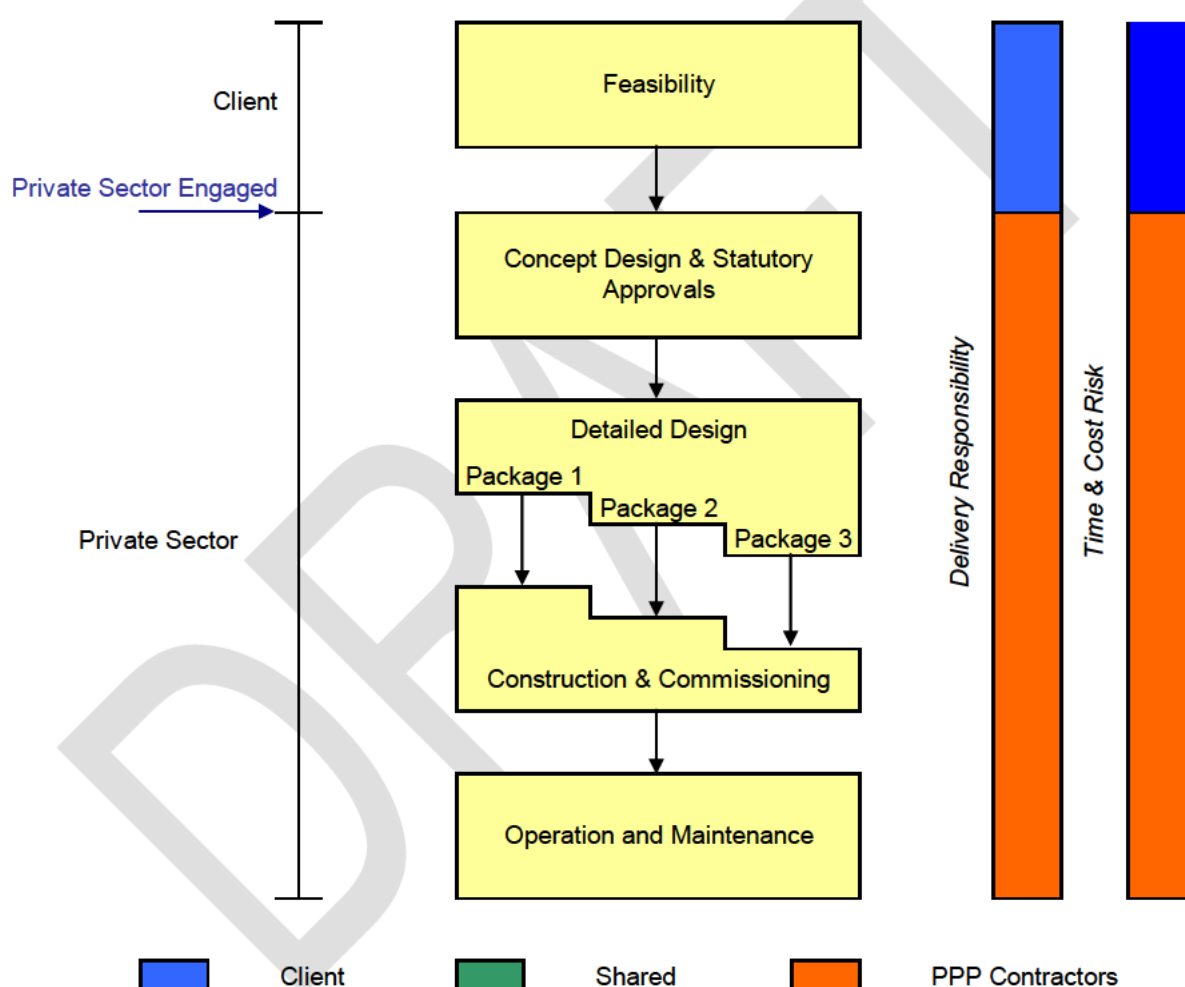 Feasibility
Client
Private Sector Engaged
Concept Design & Statutory
Approvals
Delivery Responsibility
Time & Cost Risk
Detailed Design
Package 1
Package 2
Package 3
Private Sector
Construction & Commissioning
Operation and Maintenance
Client
Shared
PPP Contractors
DRAFT